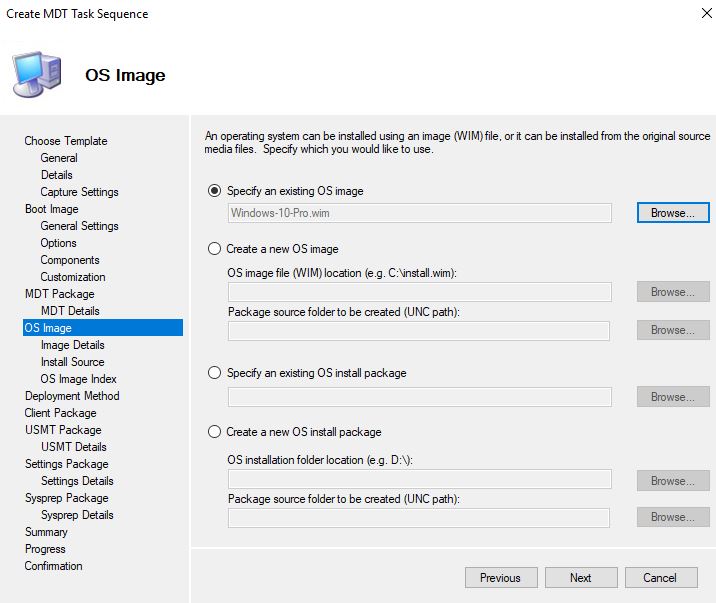 Create MDT Task Sequence
OS Image
Choose Template
General
Details
Capture Settings
Boot Image
General Settings
Options
Components
Customization
MDT Package
MDT Details
OS Image
Image Details
Install Source
OS Image Index
Deployment Method
Client Package
USMT Package
USMT Details
Settings Package
Settings Details
Sysprep Package
Sysprep Details
Summary
Progress
Confirmation
An operating system can be installed using an image (WIM) file, or it can be installed from the original source
media files. Specify which you would like to use.
Specify an existing OS image
Windows-10-Pro.wim
Browse...
Create a new OS image
OS image file (WIM) location (e.g. C:\install.wim):
Browse...
Package source folder to be created (UNC path):
Browse...
Specify an existing OS install package
Browse...
Create a new OS install package
OS installation folder location (e.g. D:\):
Browse...
Package source folder to be created (UNC path):
Browse...
Previous
Next
Cancel